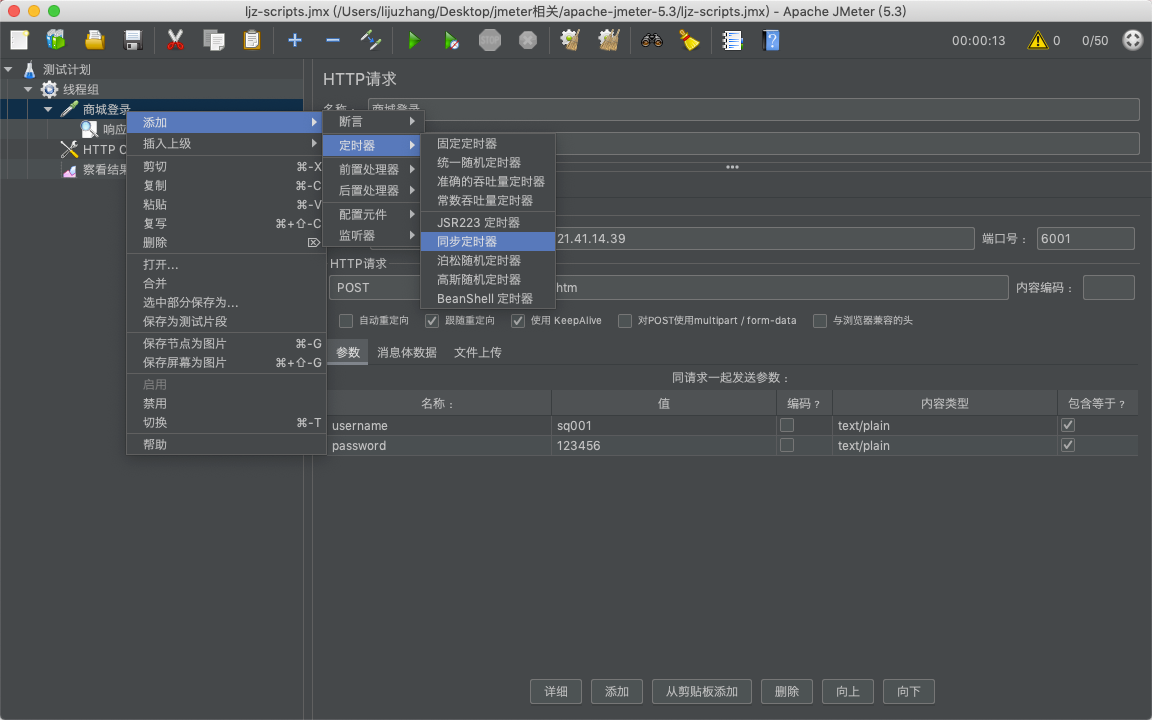 ljz-scripts.jmx (/Users/lijuzhang/Desktop/jmeter相关/apache-jmeter-5.3/ljz-scripts.jmx) - Apache JMeter (5.3)
00:00:13 0 0/50
测试计划
线程组
商城登录
响应
HTTP C
察看结果
添加
插入上级
剪切 ⌘-X
复制 ⌘-C
粘贴 ⌘-V
复写 ⌘+⇧-C
删除 ⌦
打开...
合并
选中部分保存为...
保存为测试片段
保存节点为图片 ⌘-G
保存屏幕为图片 ⌘+⇧-G
启用
禁用
切换 ⌘-T
帮助
断言
定时器
前置处理器
后置处理器
配置元件
监听器
固定定时器
统一随机定时器
准确的吞吐量定时器
常数吞吐量定时器
JSR223 定时器
同步定时器
泊松随机定时器
高斯随机定时器
BeanShell 定时器
HTTP请求
名称： 商城登录
21.41.14.39 端口号： 6001
HTTP请求
POST htm 内容编码：
自动重定向 跟随重定向 使用 KeepAlive 对POST使用multipart / form-data 与浏览器兼容的头
参数 消息体数据 文件上传
同请求一起发送参数：
名称： 值 编码？ 内容类型 包含等于？
username sq001 text/plain
password 123456 text/plain
详细 添加 从剪贴板添加 删除 向上 向下